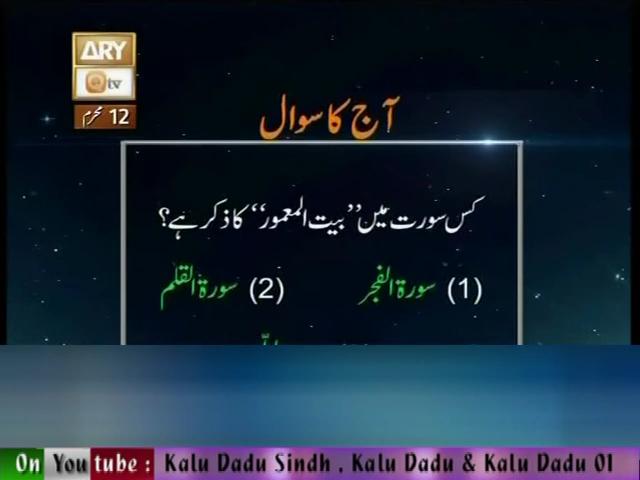 ARY
Qtv
12 محرم
آج کا سوال
کس سورت میں ’’بیت المعمور‘‘ کا ذکر ہے؟
(1) سورۃ الفجر (2) سورۃ القلم
On You tube : Kalu Dadu Sindh , Kalu Dadu & Kalu Dadu 01